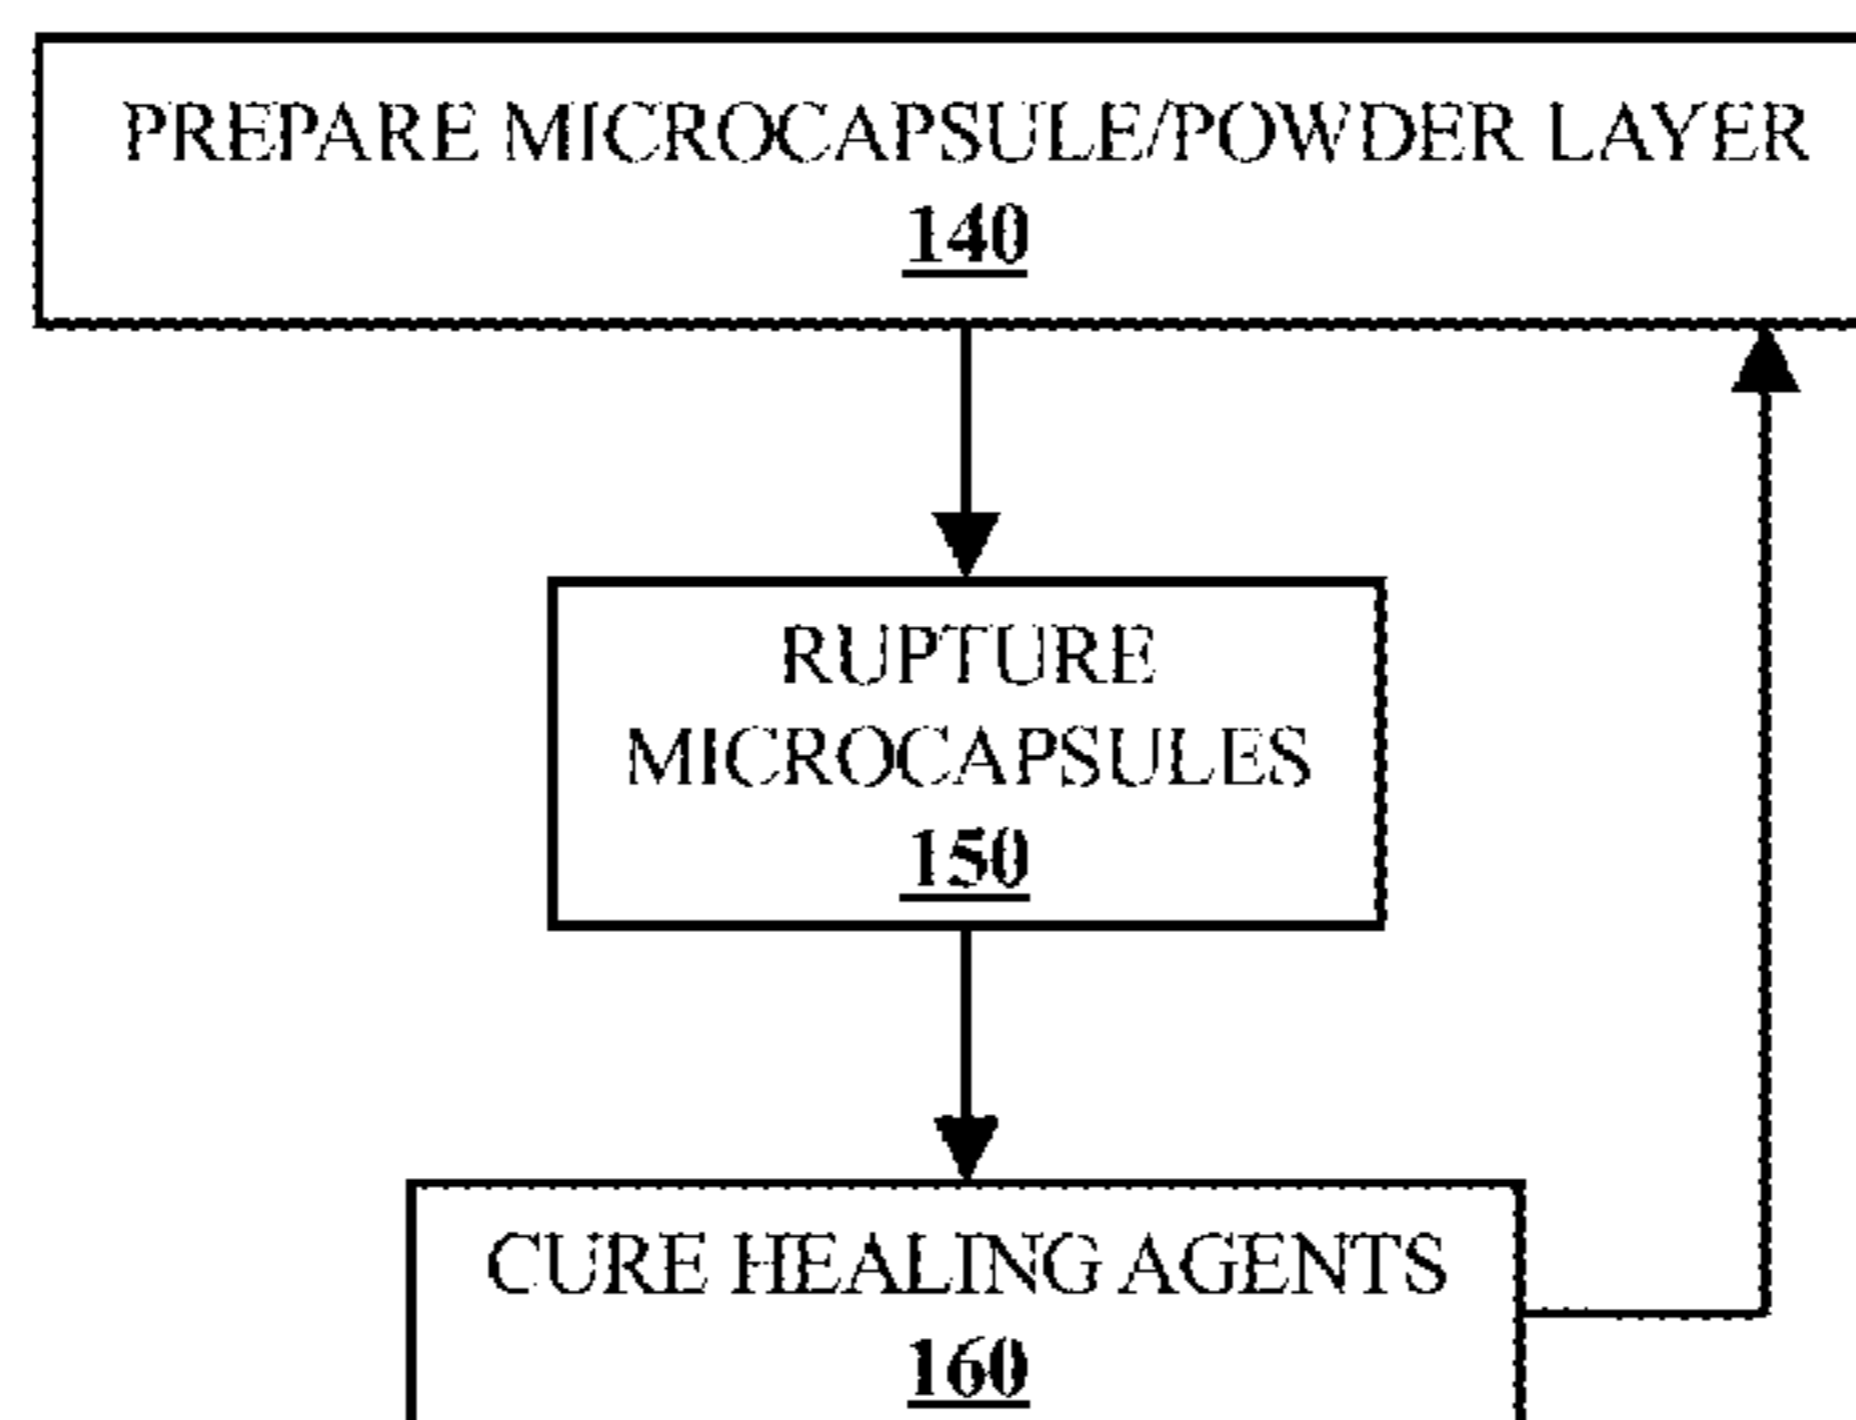 PREPARE MICROCAPSULE/POWDER LAYER
140
RUPTURE
MICROCAPSULES
150
CURE HEALING AGENTS
160